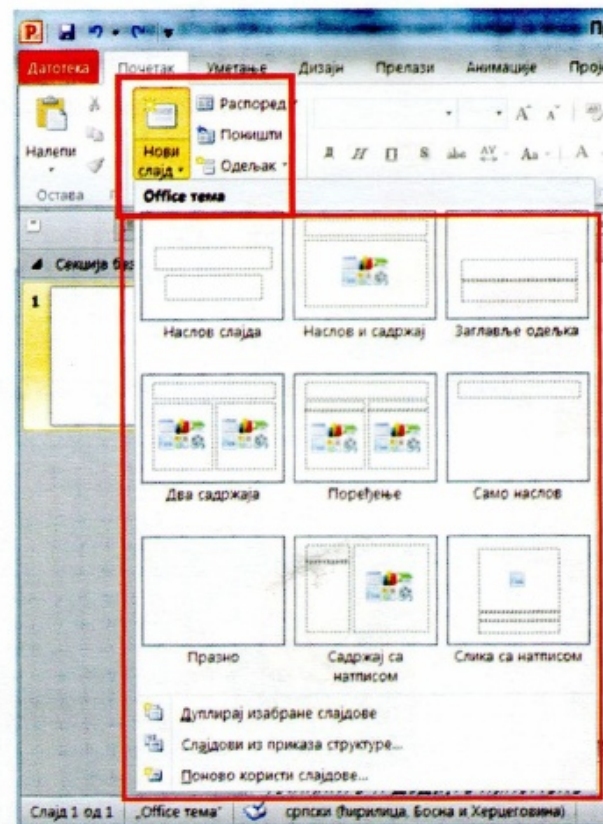 Датотека Почетак Уметање Дизајн Прелази Анимације
Налепи
Нови слајд
Распоред
Поништи
Одељак
Остава
Office тема
Секција без
1
Наслов слајда Наслов и садржај Заглавље одељка
Два садржаја Поређење Само наслов
Празно Садржај са натписом Слика са натписом
Дуплирај изабране слајдове
Слајдови из приказа структуре...
Поново користи слајдове...
Слајд 1 од 1 „Office тема“ српски (ћирилица, Босна и Херцеговина)